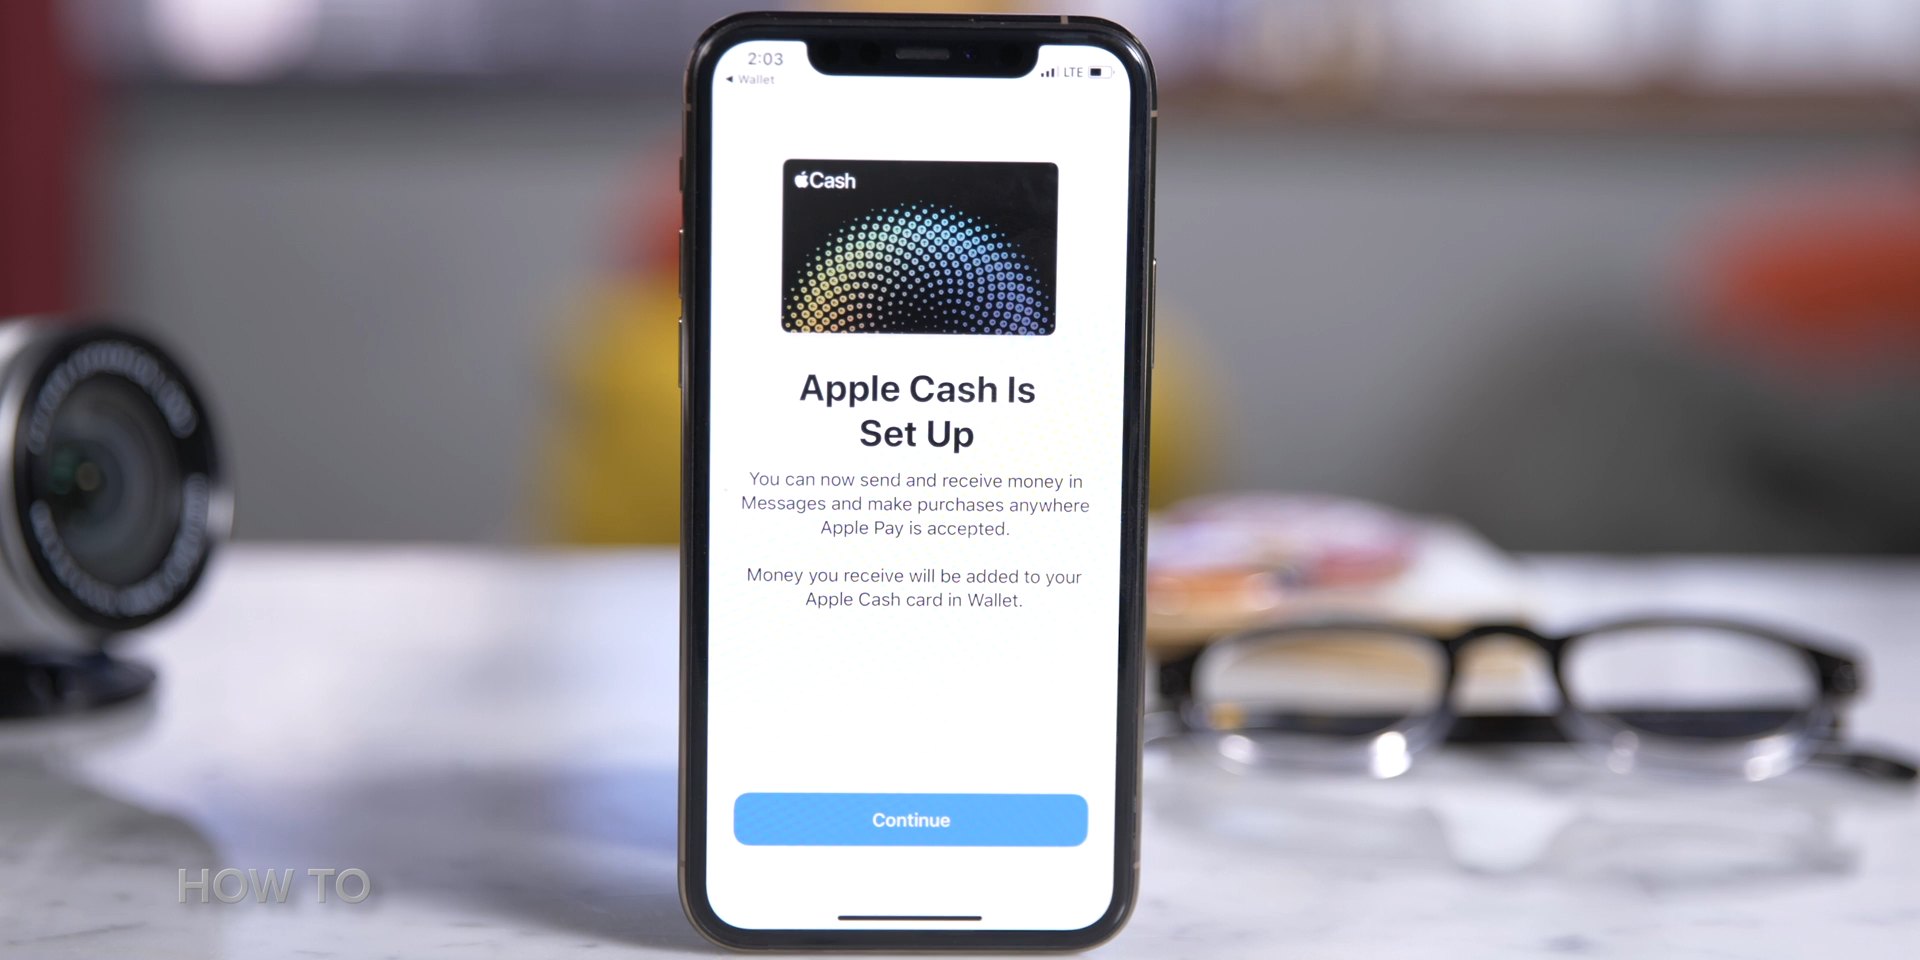 2:03
LTE
◀ Wallet
Cash
Apple Cash Is
Set Up
You can now send and receive money in
Messages and make purchases anywhere
Apple Pay is accepted.
Money you receive will be added to your
Apple Cash card in Wallet.
Continue
HOW TO